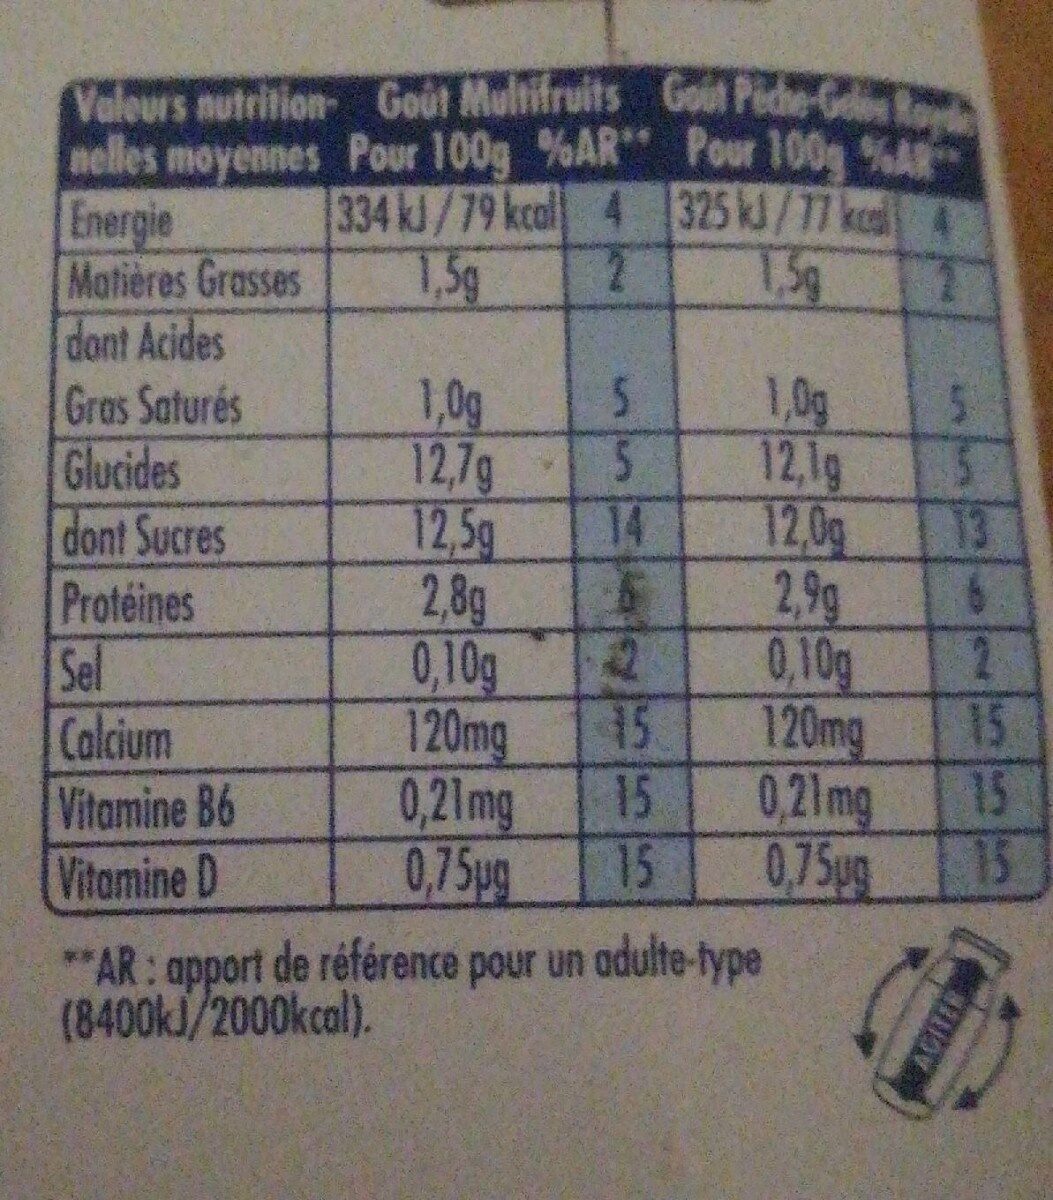 Valeurs nutrition- Goût Multifruits Goût Pêche-Gelée Royale
nelles moyennes Pour 100g %AR** Pour 100g %AR**
Energie 334 kJ / 79 kcal 4 325 kJ / 77 kcal 4
Matières Grasses 1,5g 2 1,5g 2
dont Acides
Gras Saturés 1,0g 5 1,0g 5
Glucides 12,7g 5 12,1g 5
dont Sucres 12,5g 14 12,0g 13
Protéines 2,8g 6 2,9g 6
Sel 0,10g 2 0,10g 2
Calcium 120mg 15 120mg 15
Vitamine B6 0,21mg 15 0,21mg 15
Vitamine D 0,75µg 15 0,75µg 15
**AR : apport de référence pour un adulte-type
(8400kJ/2000kcal).